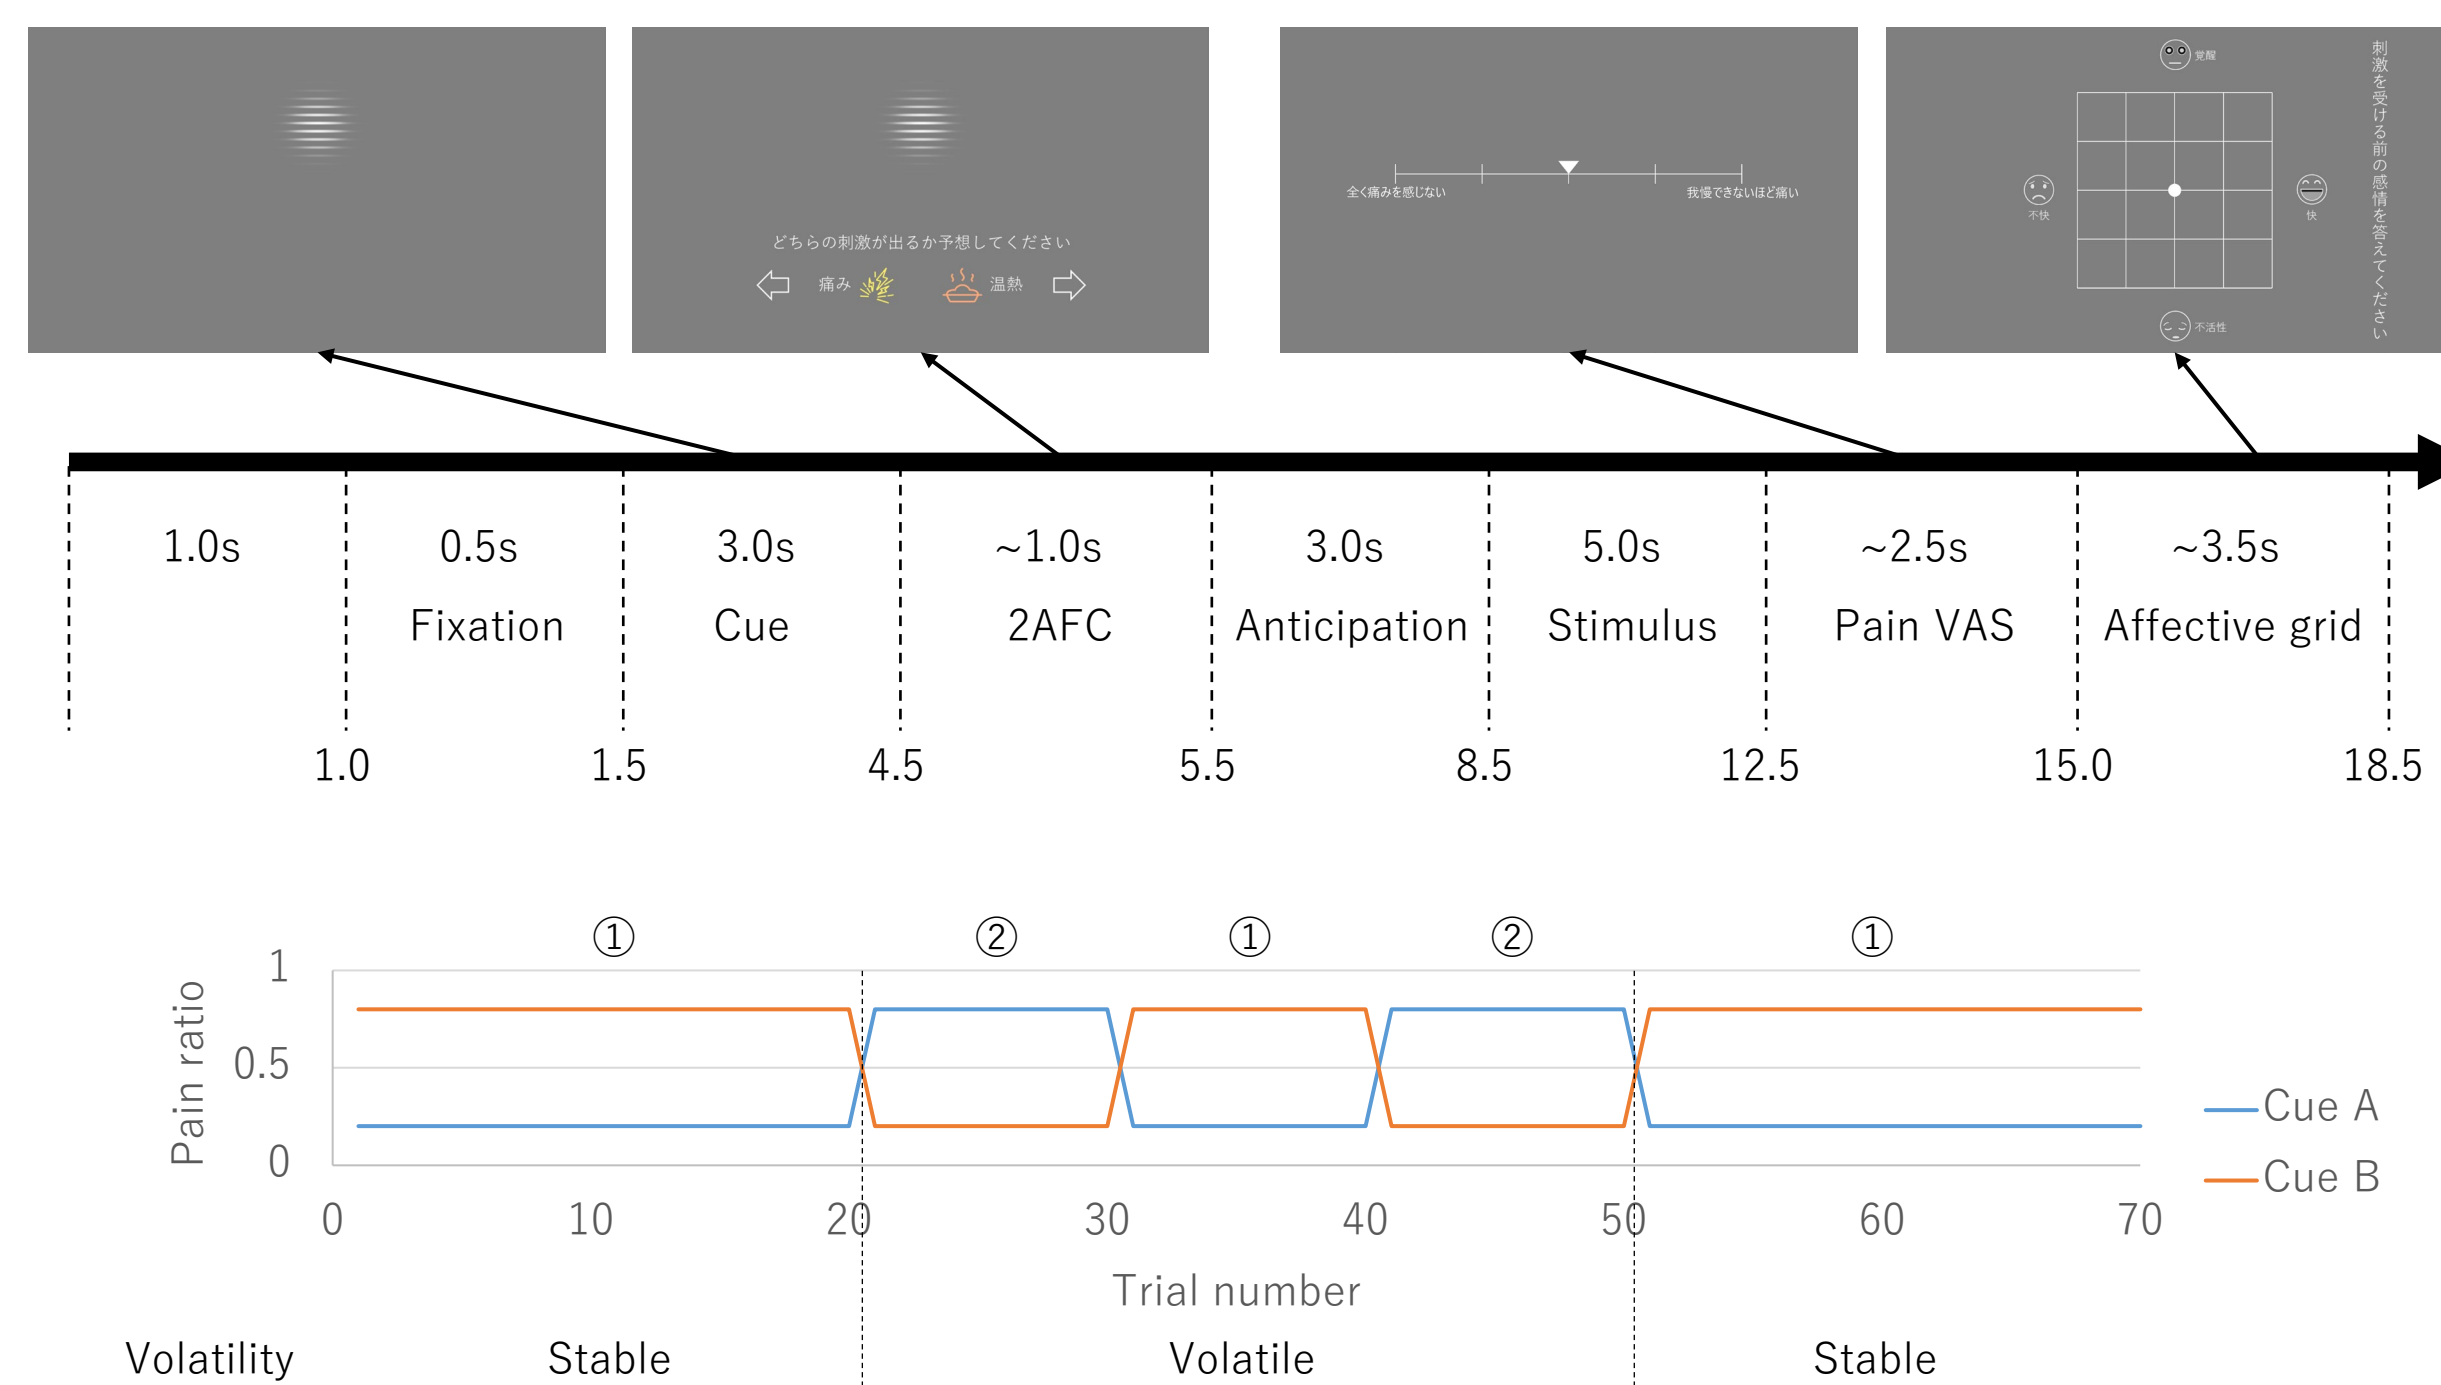 どちらの刺激が出るか予想してください
痛み 温熱
全く痛みを感じない 我慢できないほど痛い
覚醒
不快
快
不活性
刺激を受ける前の感情を答えてください
1.0s 0.5s 3.0s ~1.0s 3.0s 5.0s ~2.5s ~3.5s
Fixation Cue 2AFC Anticipation Stimulus Pain VAS Affective grid
1.0 1.5 4.5 5.5 8.5 12.5 15.0 18.5
① ② ① ② ①
Pain ratio
1
0.5
0
Cue A
Cue B
0 10 20 30 40 50 60 70
Trial number
Volatility Stable Volatile Stable